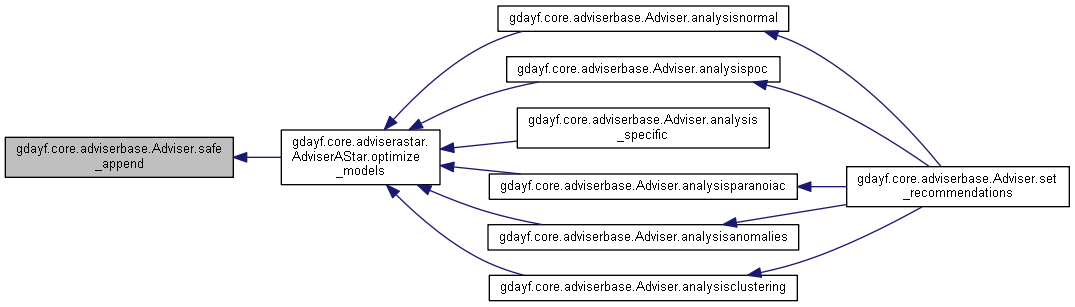 gdayf.core.adviserbase.Adviser.safe
_append
gdayf.core.adviserastar.
AdviserAStar.optimize
_models
gdayf.core.adviserbase.Adviser.analysisnormal
gdayf.core.adviserbase.Adviser.analysispoc
gdayf.core.adviserbase.Adviser.analysis
_specific
gdayf.core.adviserbase.Adviser.analysisparanoiac
gdayf.core.adviserbase.Adviser.analysisanomalies
gdayf.core.adviserbase.Adviser.analysisclustering
gdayf.core.adviserbase.Adviser.set
_recommendations